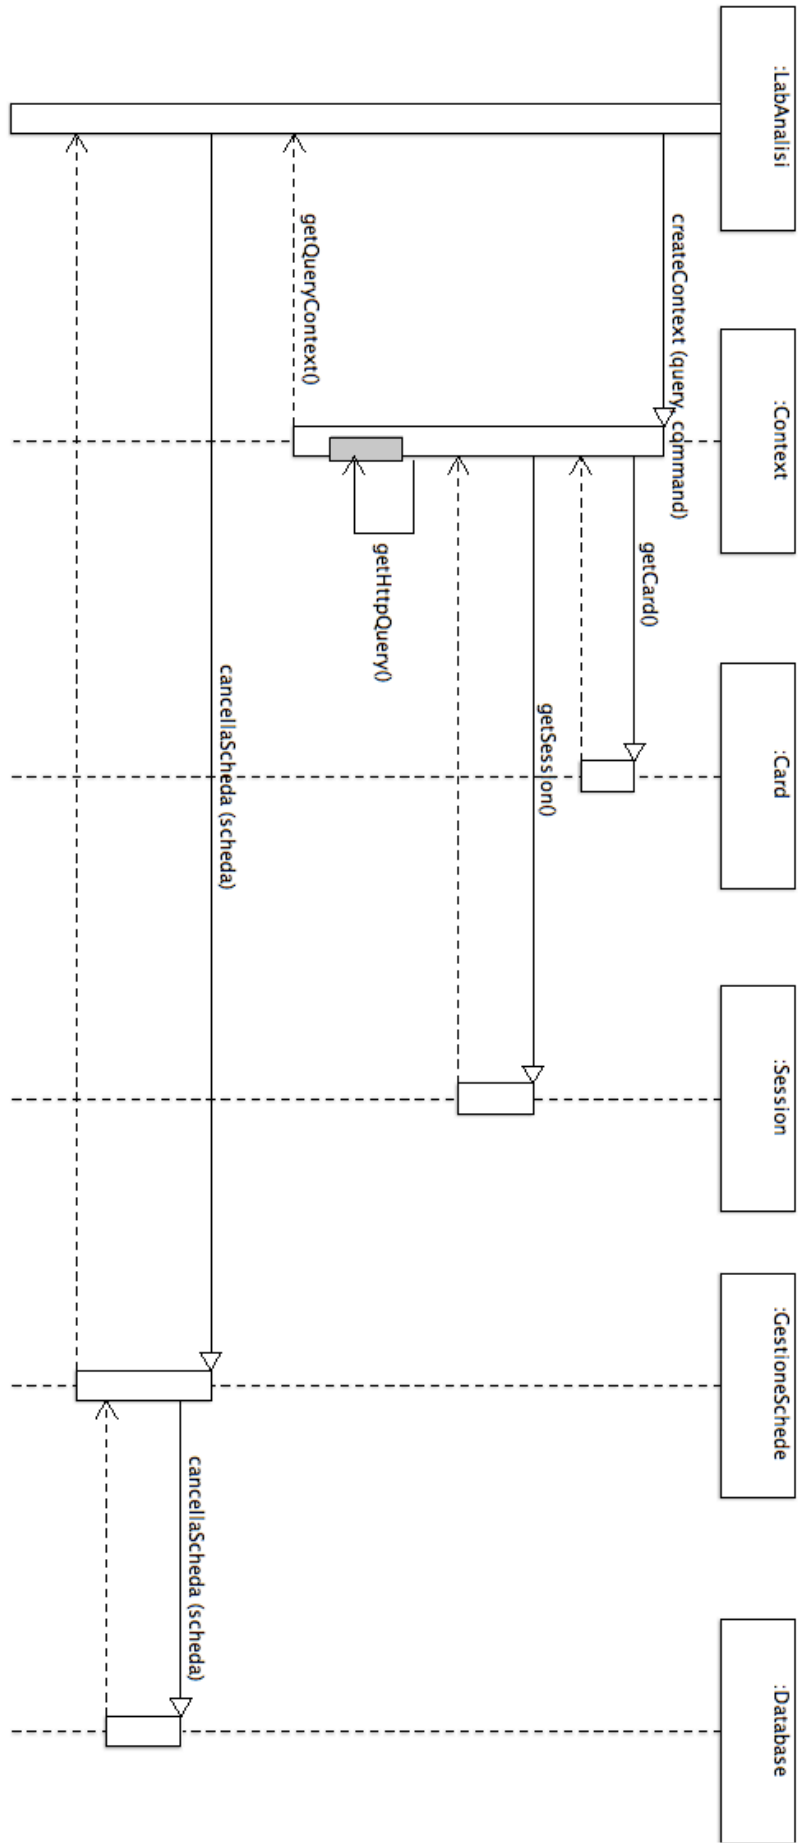 :LabAnalisi
:Context
:Card
:Session
:GestioneSchede
:Database
createContext (query, command)
getCard()
getSession()
getHttpQuery()
getQueryContext()
cancellaScheda (scheda)
cancellaScheda (scheda)